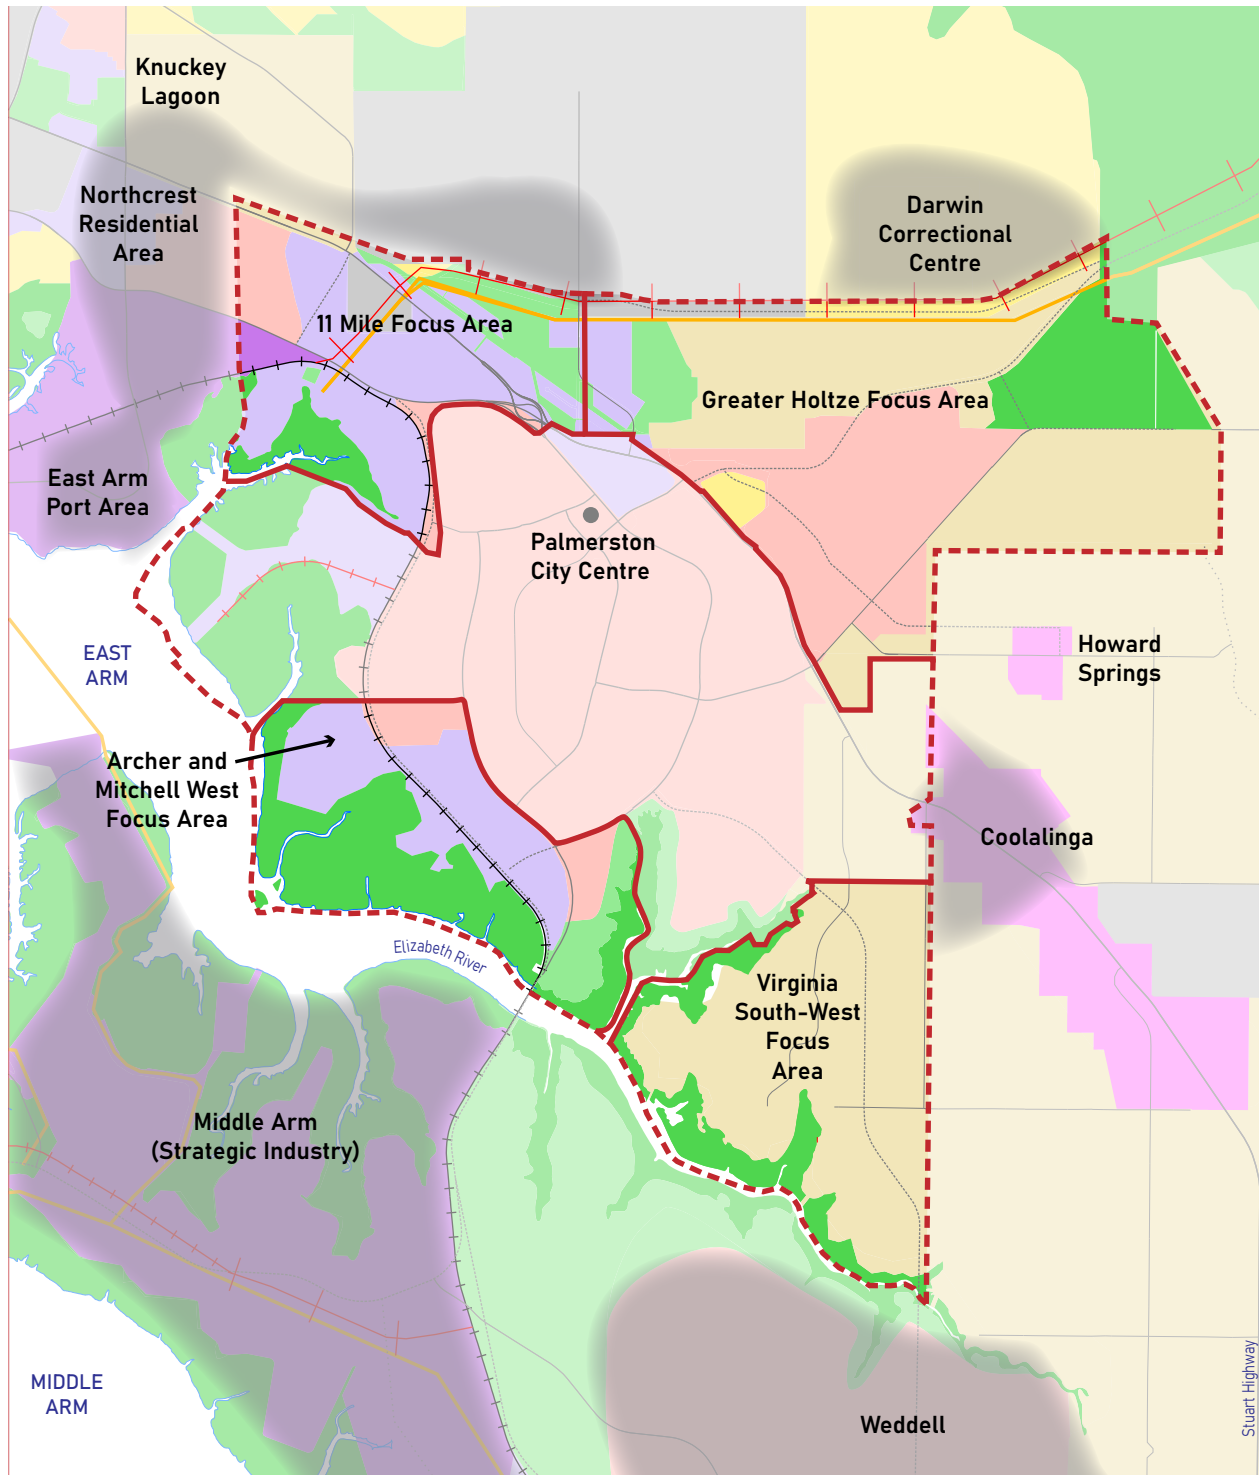 Knuckey
Lagoon
Northcrest
Residential
Area
Darwin
Correctional
Centre
11 Mile Focus Area
Greater Holtze Focus Area
East Arm
Port Area
Palmerston
City Centre
EAST
ARM
Howard
Springs
Archer and
Mitchell West
Focus Area
Coolalinga
Elizabeth River
Virginia
South-West
Focus
Area
Middle Arm
(Strategic Industry)
MIDDLE
ARM
Weddell
Stuart Highway